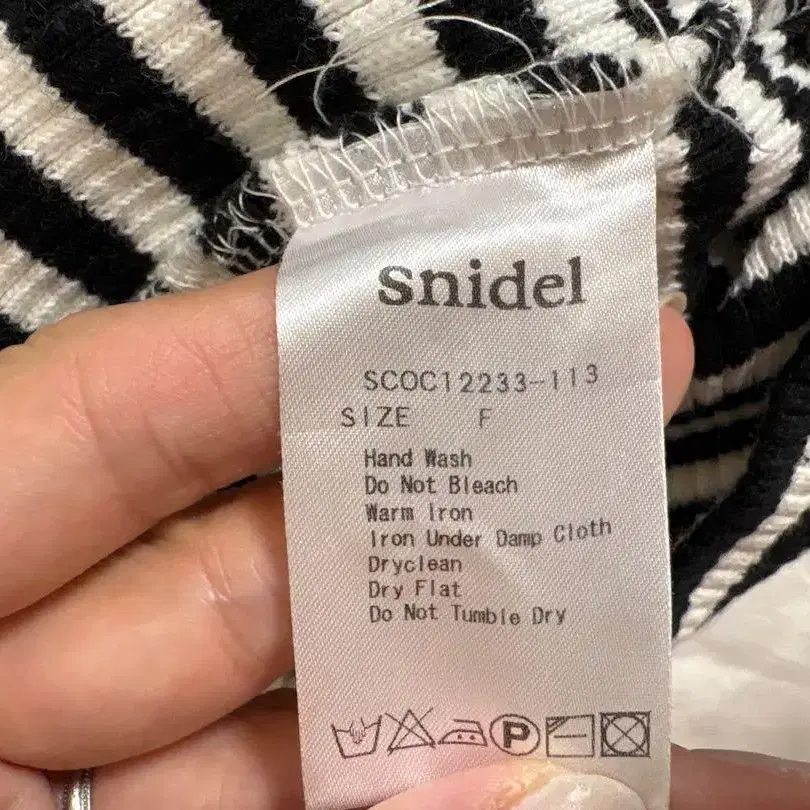 snidel
SCOC12233-113
SIZE F
Hand Wash
Do Not Bleach
Warm Iron
Iron Under Damp Cloth
Dryclean
Dry Flat
Do Not Tumble Dry
P